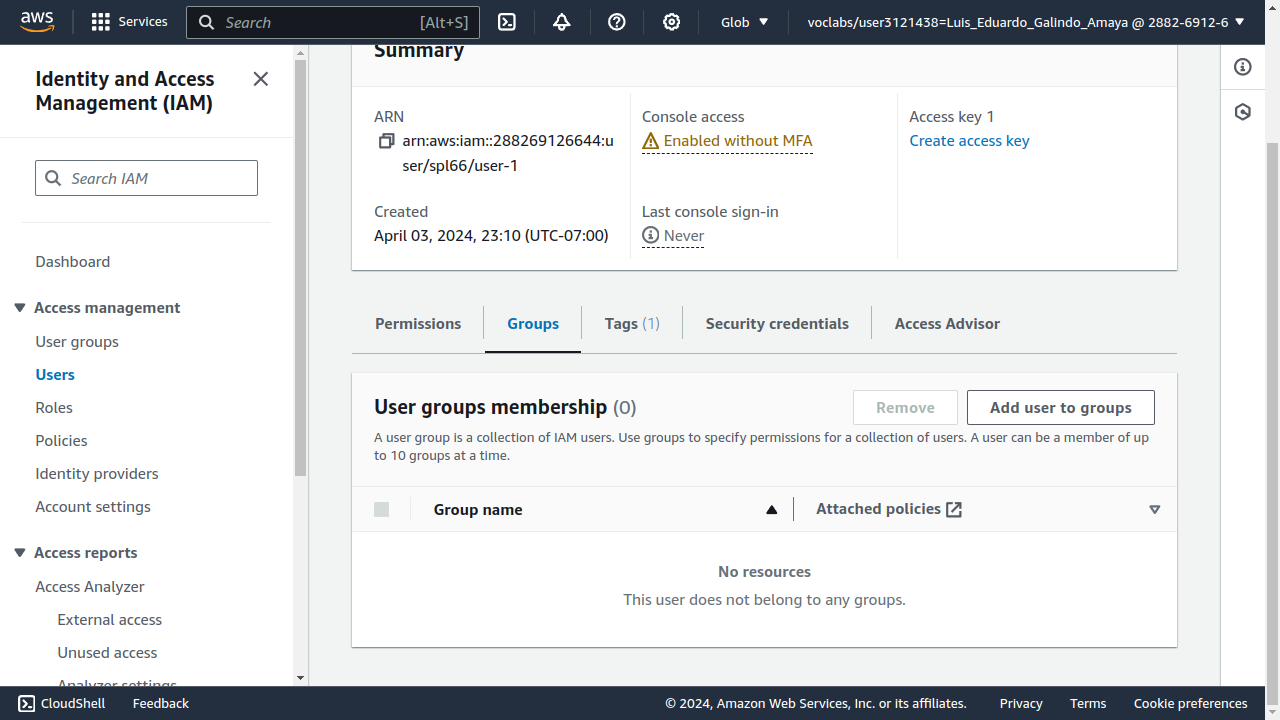 aws
Services
Search [Alt+S]
Glob
voclabs/user3121438=Luis_Eduardo_Galindo_Amaya @ 2882-6912-6
Identity and Access
Management (IAM)
Search IAM
Dashboard
Access management
User groups
Users
Roles
Policies
Identity providers
Account settings
Access reports
Access Analyzer
External access
Unused access
Analyzer settings
Summary
ARN
arn:aws:iam::288269126644:u
ser/spl66/user-1
Console access
Enabled without MFA
Access key 1
Create access key
Created
April 03, 2024, 23:10 (UTC-07:00)
Last console sign-in
Never
Permissions
Groups
Tags (1)
Security credentials
Access Advisor
User groups membership (0)
Remove
Add user to groups
A user group is a collection of IAM users. Use groups to specify permissions for a collection of users. A user can be a member of up
to 10 groups at a time.
Group name
Attached policies
No resources
This user does not belong to any groups.
CloudShell
Feedback
© 2024, Amazon Web Services, Inc. or its affiliates.
Privacy
Terms
Cookie preferences